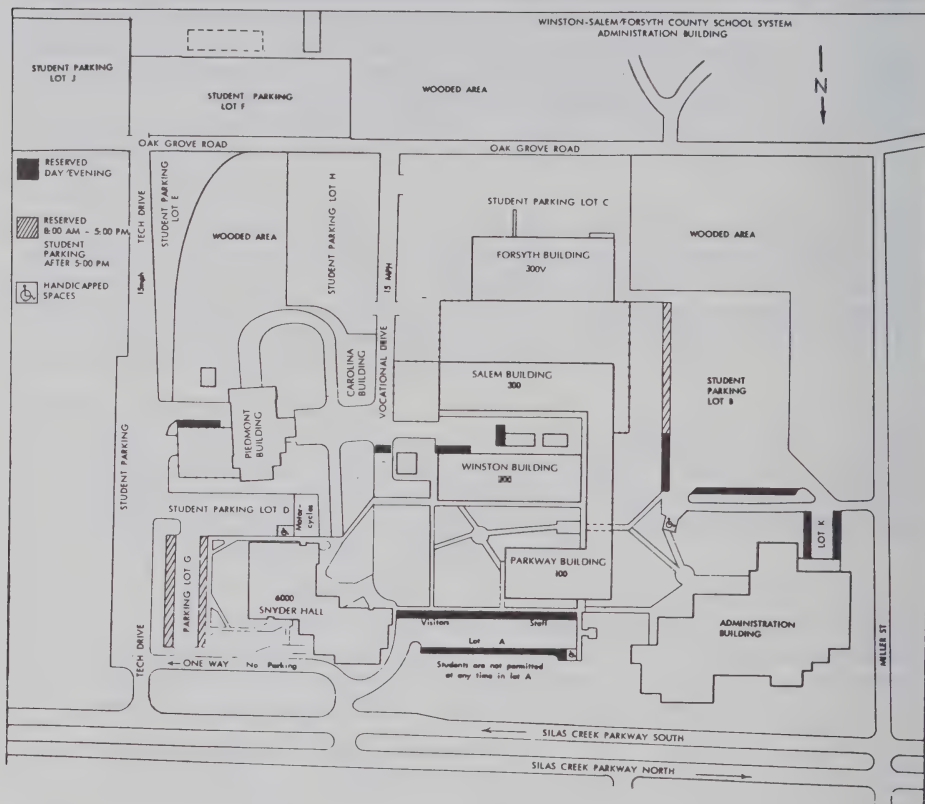 WINSTON-SALEM/FORSYTH COUNTY SCHOOL SYSTEM
ADMINISTRATION BUILDING
STUDENT PARKING
LOT J
STUDENT PARKING
LOT F
WOODED AREA
N
OAK GROVE ROAD
OAK GROVE ROAD
RESERVED
DAY EVENING
RESERVED
8:00 AM - 5:00 PM
STUDENT
PARKING
AFTER 5:00 PM
HANDICAPPED
SPACES
TECH DRIVE
15mph
STUDENT PARKING
LOT E
WOODED AREA
STUDENT PARKING LOT H
15 MPH
STUDENT PARKING LOT C
FORSYTH BUILDING
300V
WOODED AREA
CAROLINA
BUILDING
VOCATIONAL DRIVE
SALEM BUILDING
300
STUDENT
PARKING
LOT B
PIEDMONT
BUILDING
WINSTON BUILDING
200
STUDENT PARKING
STUDENT PARKING LOT D
Motor-
cycles
LOT K
PARKING LOT G
PARKWAY BUILDING
100
6000
SNYDER HALL
Visitors Staff
Lot A
ADMINISTRATION
BUILDING
MELLER ST
TECH DRIVE
ONE WAY No Parking
Students are not permitted
at any time in lot A
SILAS CREEK PARKWAY SOUTH
SILAS CREEK PARKWAY NORTH